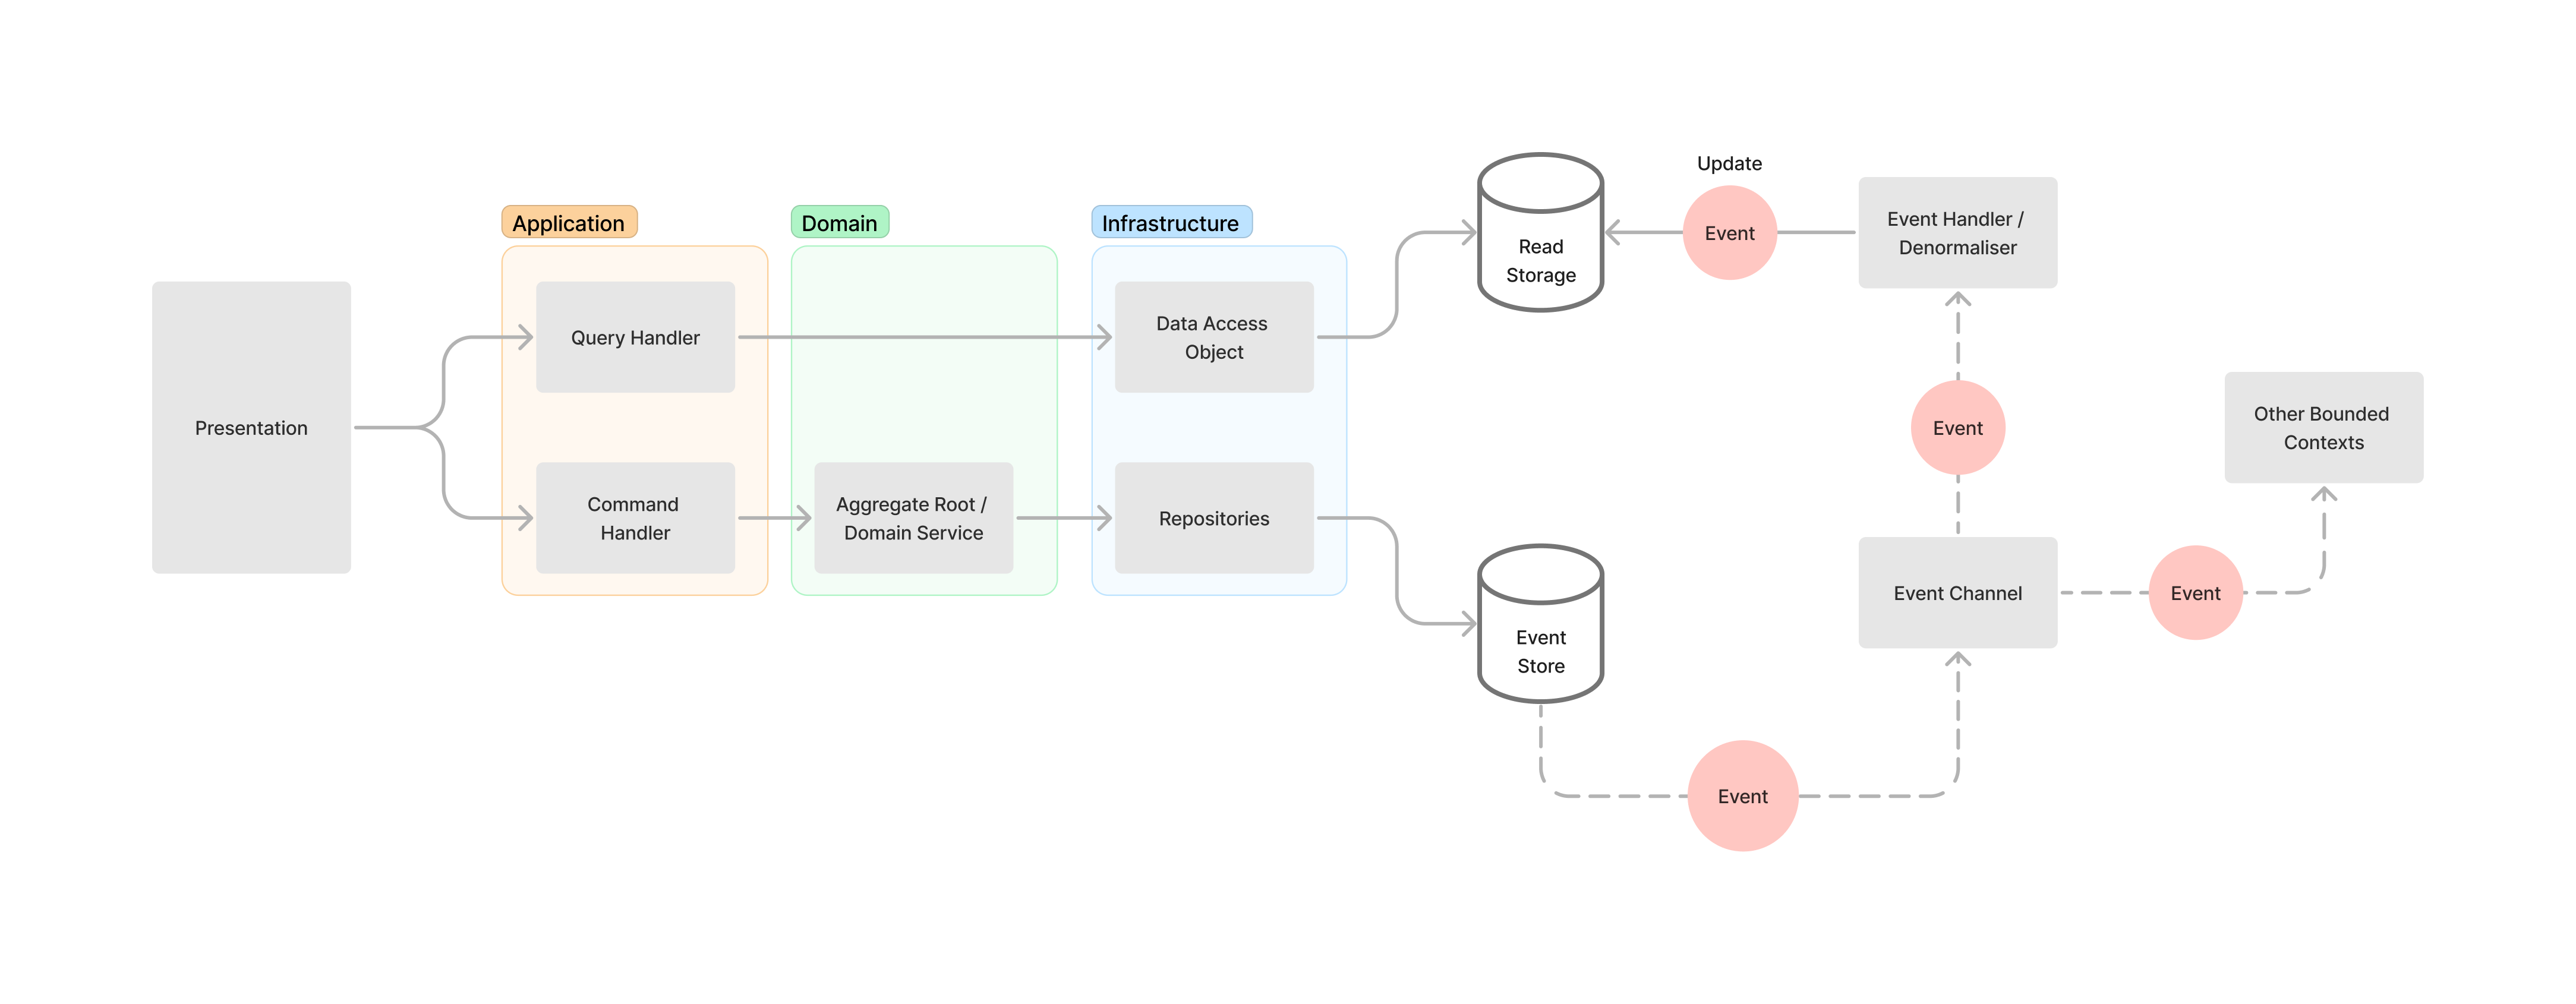 Update
Application
Domain
Infrastructure
Read
Storage
Event
Event Handler /
Denormaliser
Query Handler
Data Access
Object
Presentation
Event
Other Bounded
Contexts
Command
Handler
Aggregate Root /
Domain Service
Repositories
Event
Store
Event Channel
Event
Event